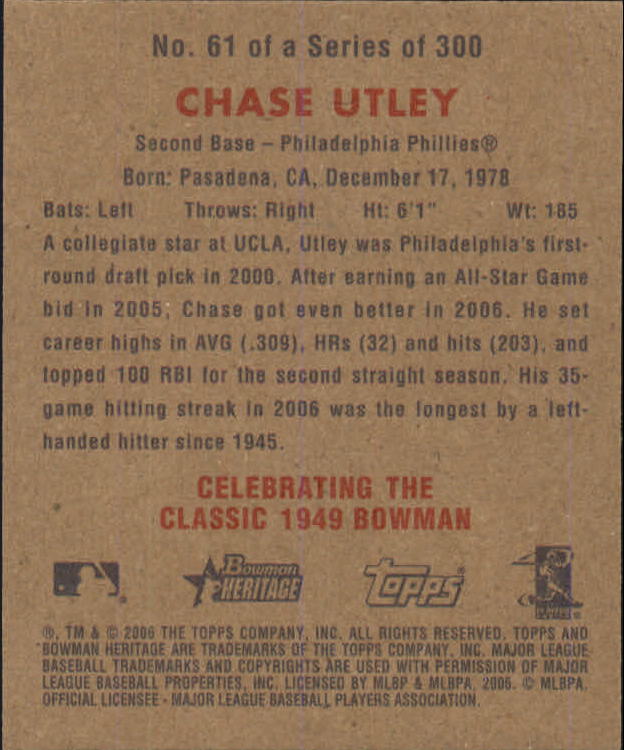 No. 61 of a Series of 300
CHASE UTLEY
Second Base – Philadelphia Phillies®
Born: Pasadena, CA, December 17, 1978
Bats: Left Throws: Right Ht: 6'1" Wt: 185
A collegiate star at UCLA, Utley was Philadelphia's first-
round draft pick in 2000. After earning an All-Star Game
bid in 2005, Chase got even better in 2006. He set
career highs in AVG (.309), HRs (32) and hits (203), and
topped 100 RBI for the second straight season. His 35-
game hitting streak in 2006 was the longest by a left-
handed hitter since 1945.
CELEBRATING THE
CLASSIC 1949 BOWMAN
Bowman
HERITAGE
Topps
®, TM & © 2006 THE TOPPS COMPANY, INC. ALL RIGHTS RESERVED. TOPPS AND
BOWMAN HERITAGE ARE TRADEMARKS OF THE TOPPS COMPANY, INC. MAJOR LEAGUE
BASEBALL TRADEMARKS AND COPYRIGHTS ARE USED WITH PERMISSION OF MAJOR
LEAGUE BASEBALL PROPERTIES, INC. LICENSED BY MLBP & MLBPA, 2006. © MLBPA.
OFFICIAL LICENSEE - MAJOR LEAGUE BASEBALL PLAYERS ASSOCIATION.